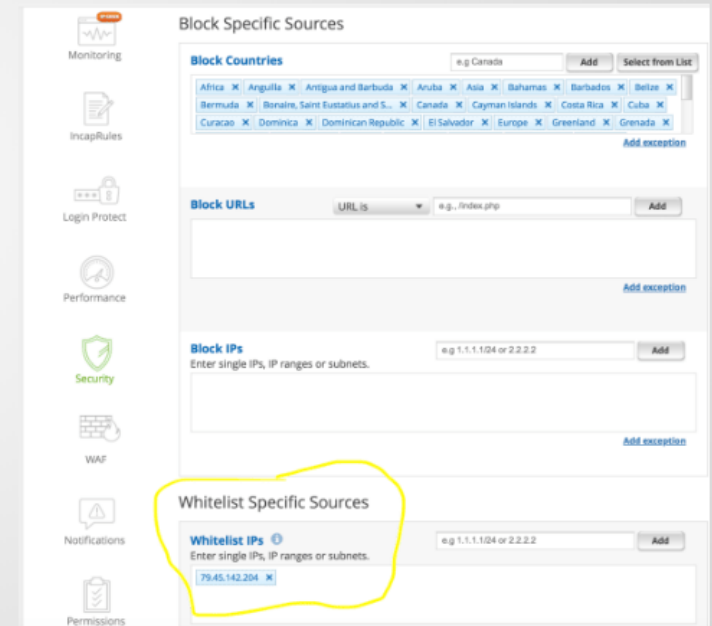 Monitoring
IncapRules
Login Protect
Performance
Security
WAF
Notifications
Permissions
Block Specific Sources
Block Countries
e.g Canada
Add
Select from List
Africa ✕ Anguilla ✕ Antigua and Barbuda ✕ Aruba ✕ Asia ✕ Bahamas ✕ Barbados ✕ Belize ✕
Bermuda ✕ Bonaire, Saint Eustatius and S... ✕ Canada ✕ Cayman Islands ✕ Costa Rica ✕ Cuba ✕
Curacao ✕ Dominica ✕ Dominican Republic ✕ El Salvador ✕ Europe ✕ Greenland ✕ Grenada ✕
Add exception
Block URLs
URL is
e.g., /index.php
Add
Add exception
Block IPs
Enter single IPs, IP ranges or subnets.
e.g 1.1.1.1/24 or 2.2.2.2
Add
Add exception
Whitelist Specific Sources
Whitelist IPs
Enter single IPs, IP ranges or subnets.
e.g 1.1.1.1/24 or 2.2.2.2
Add
79.45.142.204 ✕